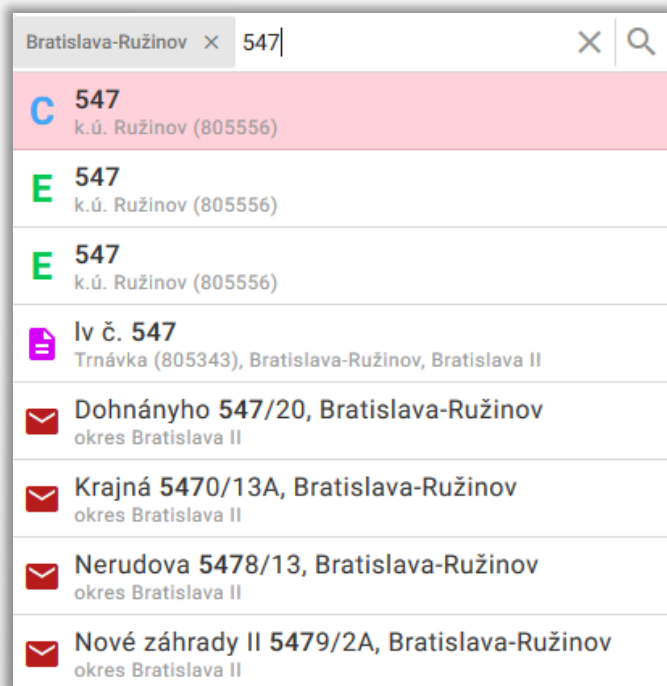 Bratislava-Ružinov × 547
C 547
k.ú. Ružinov (805556)
E 547
k.ú. Ružinov (805556)
E 547
k.ú. Ružinov (805556)
lv č. 547
Trnávka (805343), Bratislava-Ružinov, Bratislava II
Dohnányho 547/20, Bratislava-Ružinov
okres Bratislava II
Krajná 5470/13A, Bratislava-Ružinov
okres Bratislava II
Nerudova 5478/13, Bratislava-Ružinov
okres Bratislava II
Nové záhrady II 5479/2A, Bratislava-Ružinov
okres Bratislava II